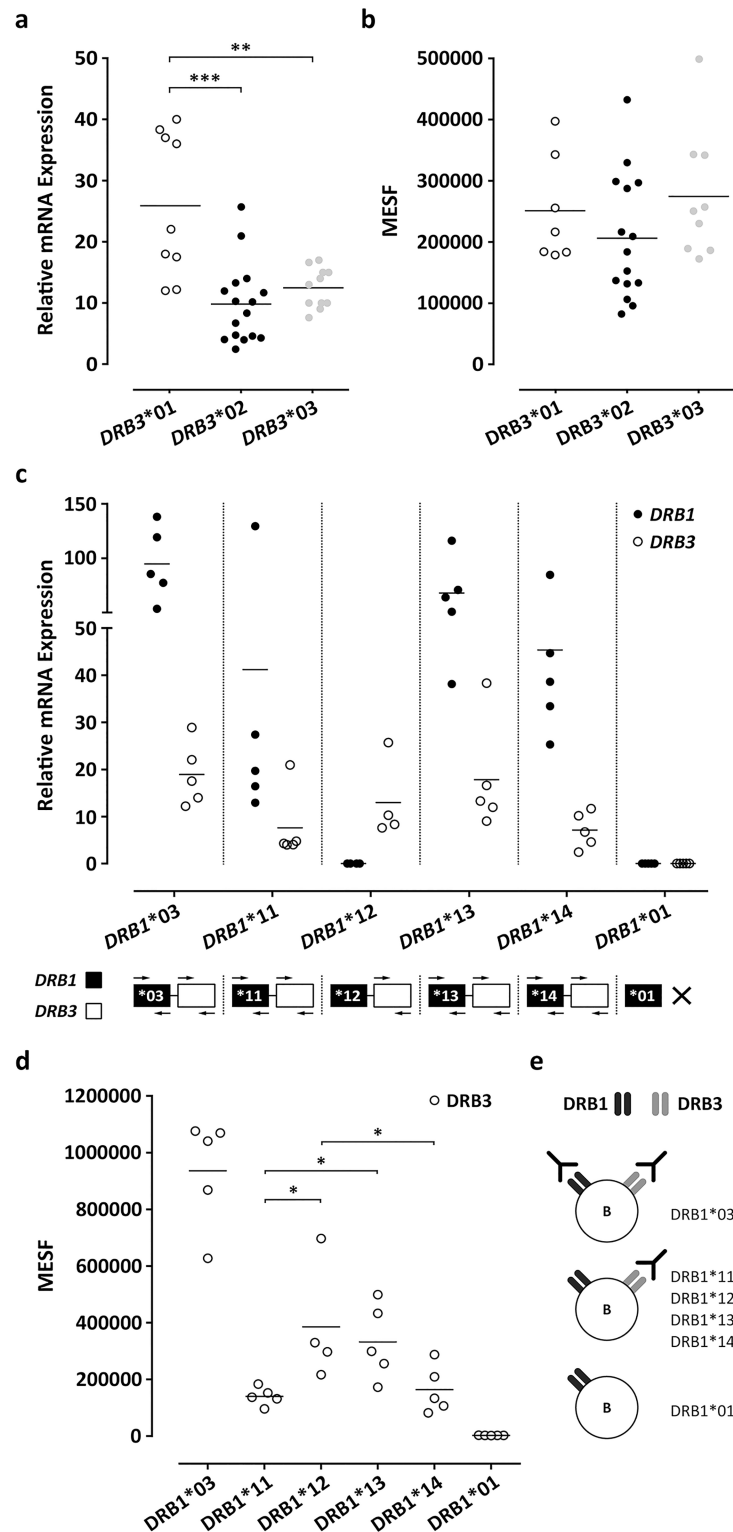 a
Relative mRNA Expression
50
40
30
20
10
0
**
***
DRB3*01
DRB3*02
DRB3*03
b
MESF
500000
400000
300000
200000
100000
0
DRB3*01
DRB3*02
DRB3*03
c
Relative mRNA Expression
150
100
50
40
30
20
10
0
DRB1
DRB3
DRB1*03
DRB1*11
DRB1*12
DRB1*13
DRB1*14
DRB1*01
DRB1
DRB3
*03
*11
*12
*13
*14
*01
d
MESF
1200000
1000000
800000
600000
400000
200000
0
DRB3
*
*
*
DRB1*03
DRB1*11
DRB1*12
DRB1*13
DRB1*14
DRB1*01
e
DRB1
DRB3
B
DRB1*03
B
DRB1*11
DRB1*12
DRB1*13
DRB1*14
B
DRB1*01